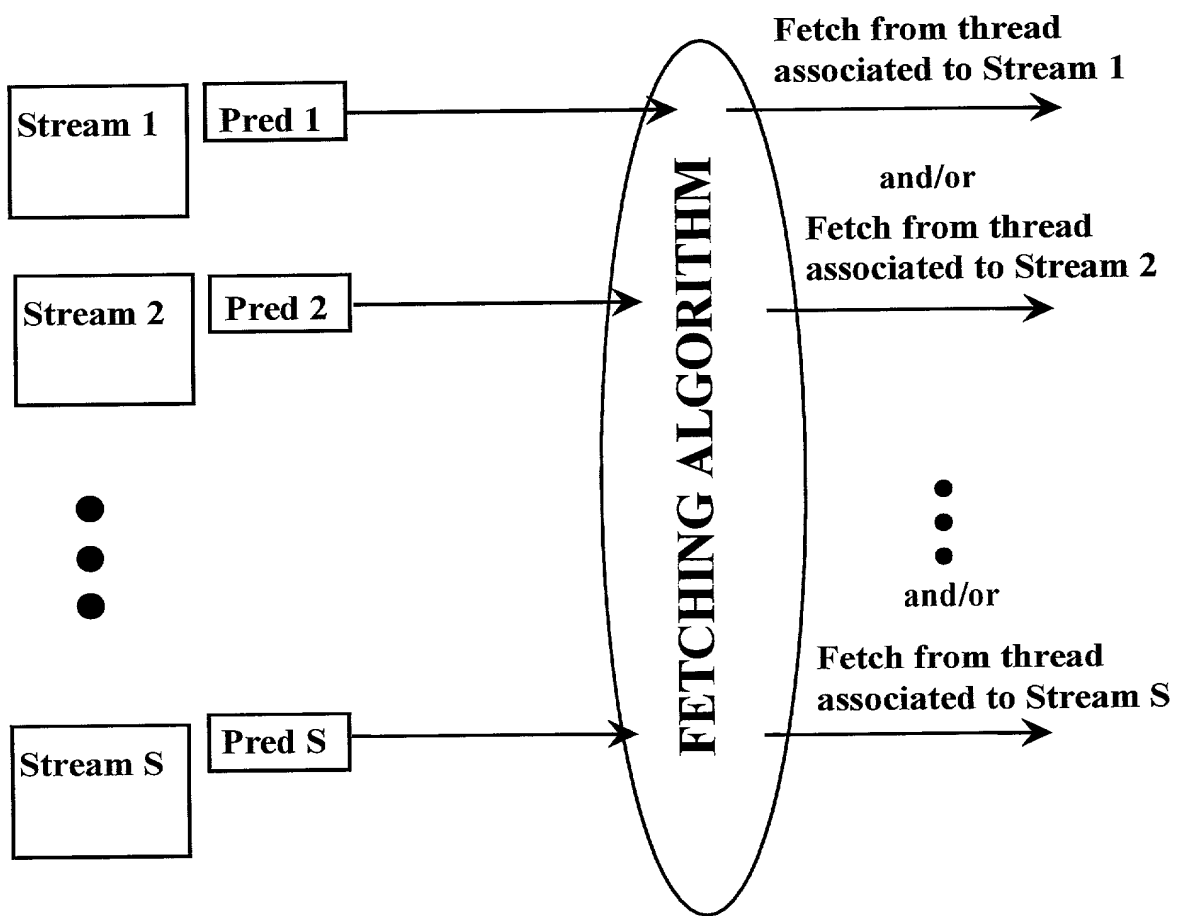 Stream 1
Pred 1
Stream 2
Pred 2
Stream S
Pred S
FETCHING ALGORITHM
Fetch from thread
associated to Stream 1
and/or
Fetch from thread
associated to Stream 2
and/or
Fetch from thread
associated to Stream S